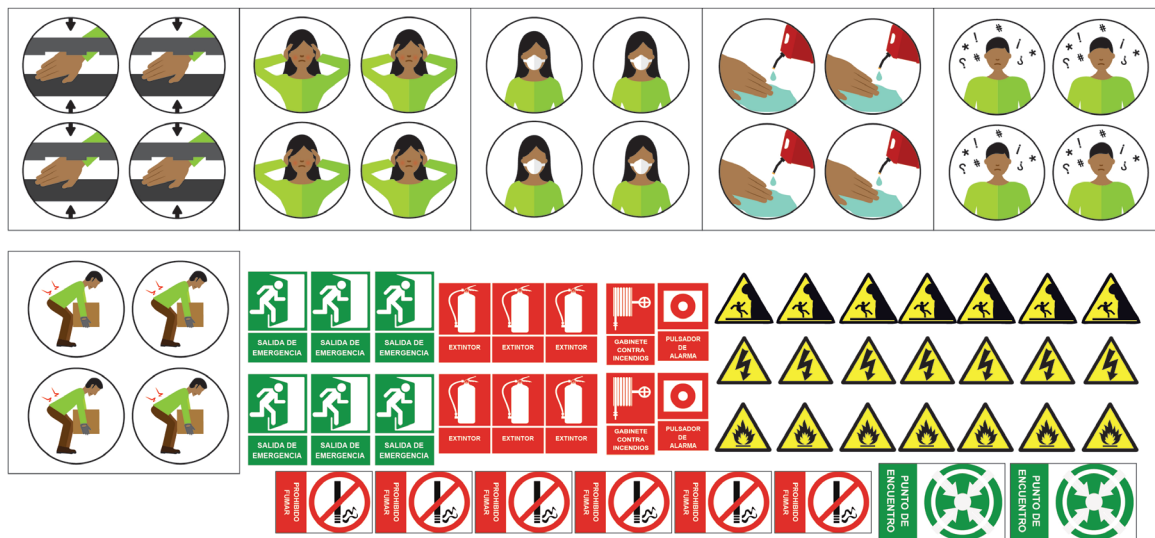 SALIDA DE
EMERGENCIA
SALIDA DE
EMERGENCIA
SALIDA DE
EMERGENCIA
EXTINTOR
EXTINTOR
EXTINTOR
GABINETE
CONTRA
INCENDIOS
PULSADOR
DE
ALARMA
SALIDA DE
EMERGENCIA
SALIDA DE
EMERGENCIA
SALIDA DE
EMERGENCIA
EXTINTOR
EXTINTOR
EXTINTOR
GABINETE
CONTRA
INCENDIOS
PULSADOR
DE
ALARMA
PROHIBIDO
FUMAR
PROHIBIDO
FUMAR
PROHIBIDO
FUMAR
PROHIBIDO
FUMAR
PROHIBIDO
FUMAR
PROHIBIDO
FUMAR
PUNTO DE
ENCUENTRO
PUNTO DE
ENCUENTRO